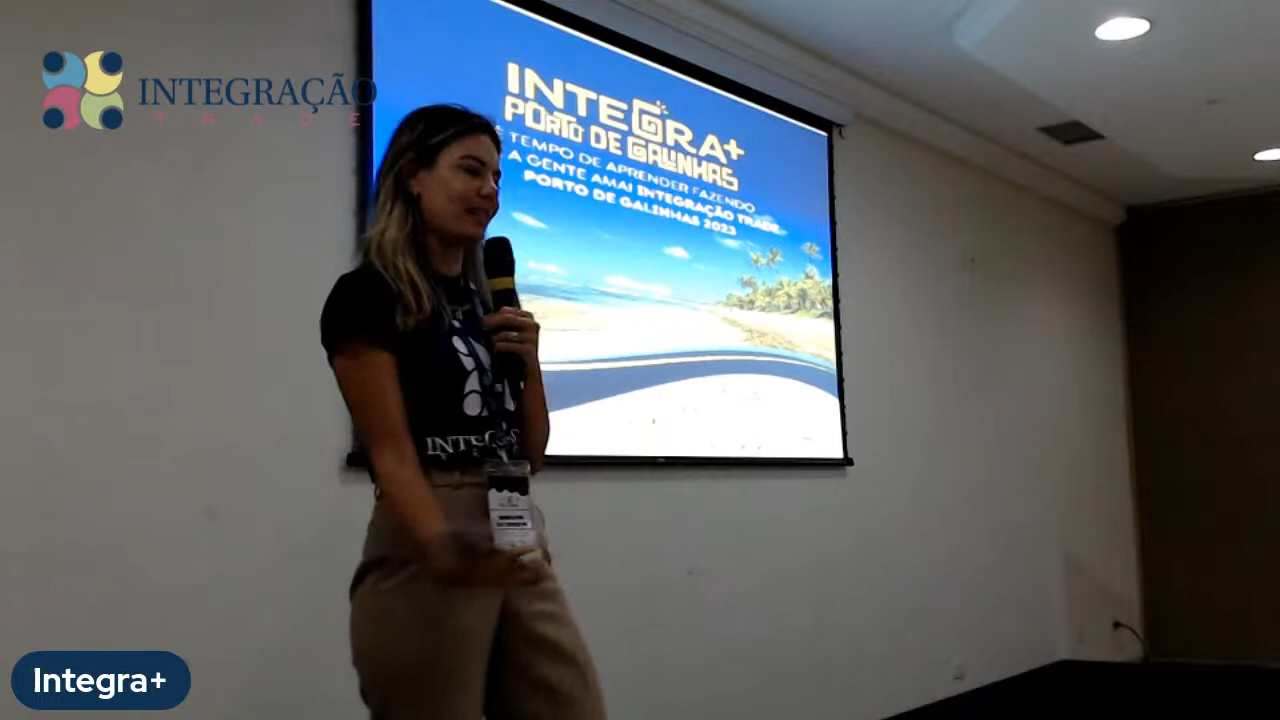 INTEGRAÇÃO
TRADE
INTEGRA+
PORTO DE GALINHAS
É TEMPO DE APRENDER FAZENDO
A GENTE AMA! INTEGRAÇÃO TRADE
PORTO DE GALINHAS 2023
Integra+